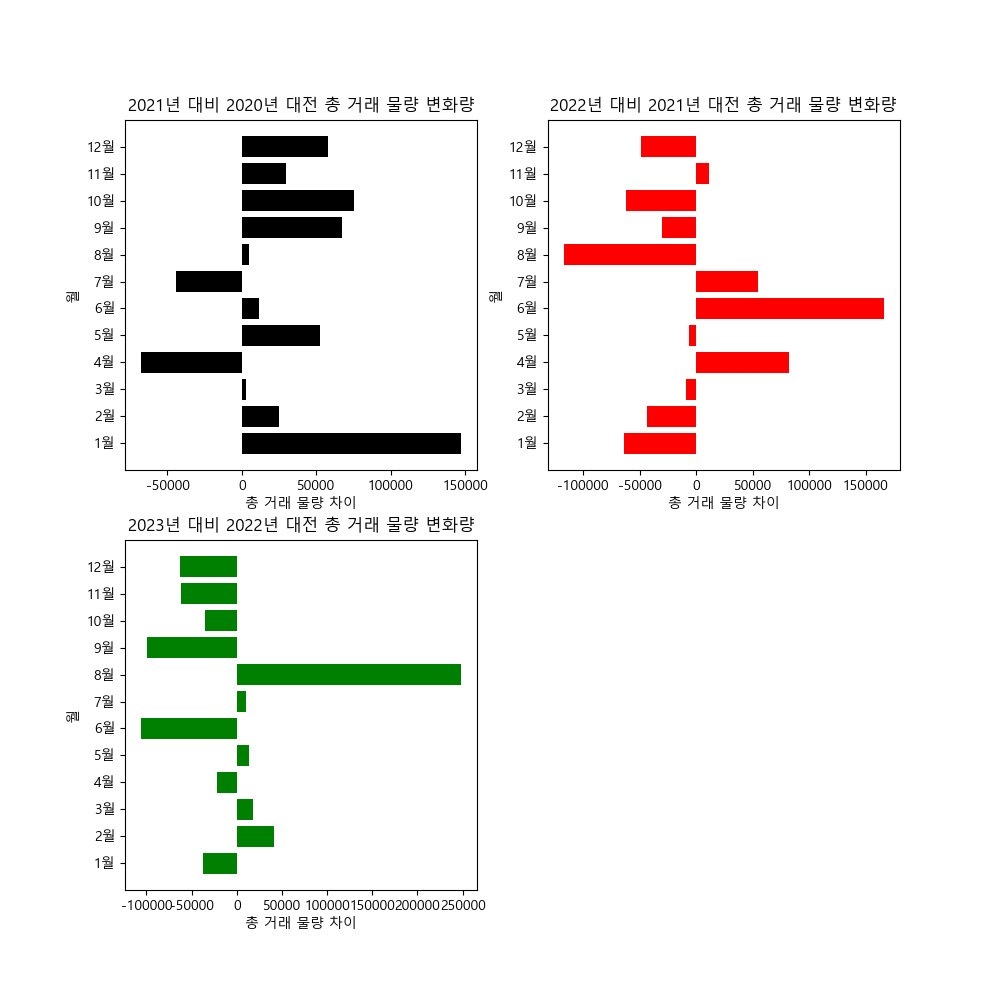 2021년 대비 2020년 대전 총 거래 물량 변화량
월
12월
11월
10월
9월
8월
7월
6월
5월
4월
3월
2월
1월
-50000 0 50000 100000 150000
총 거래 물량 차이
2022년 대비 2021년 대전 총 거래 물량 변화량
월
12월
11월
10월
9월
8월
7월
6월
5월
4월
3월
2월
1월
-100000 -50000 0 50000 100000 150000
총 거래 물량 차이
2023년 대비 2022년 대전 총 거래 물량 변화량
월
12월
11월
10월
9월
8월
7월
6월
5월
4월
3월
2월
1월
-100000 -50000 0 50000 100000 150000 200000 250000
총 거래 물량 차이